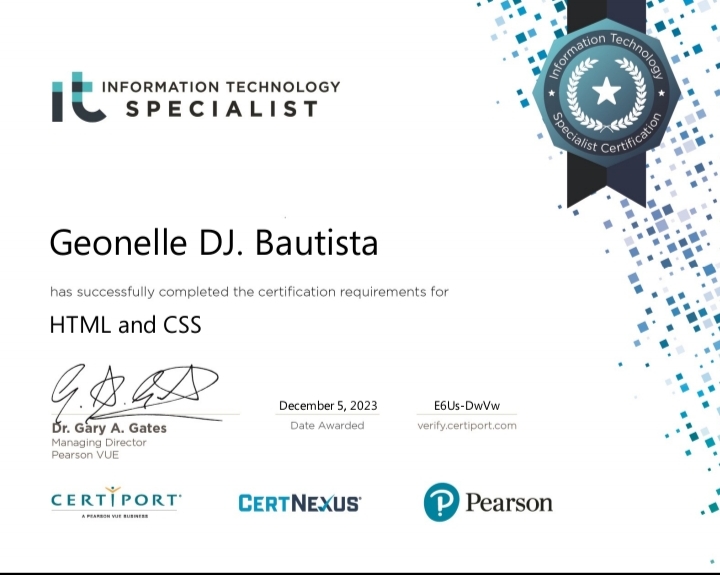 it INFORMATION TECHNOLOGY
SPECIALIST
Information Technology
Specialist Certification
Geonelle DJ. Bautista
has successfully completed the certification requirements for
HTML and CSS
Dr. Gary A. Gates
Managing Director
Pearson VUE
December 5, 2023
Date Awarded
E6Us-DwVw
verify.certiport.com
CERTIPORT
A PEARSON VUE BUSINESS
CERTNEXUS
P Pearson